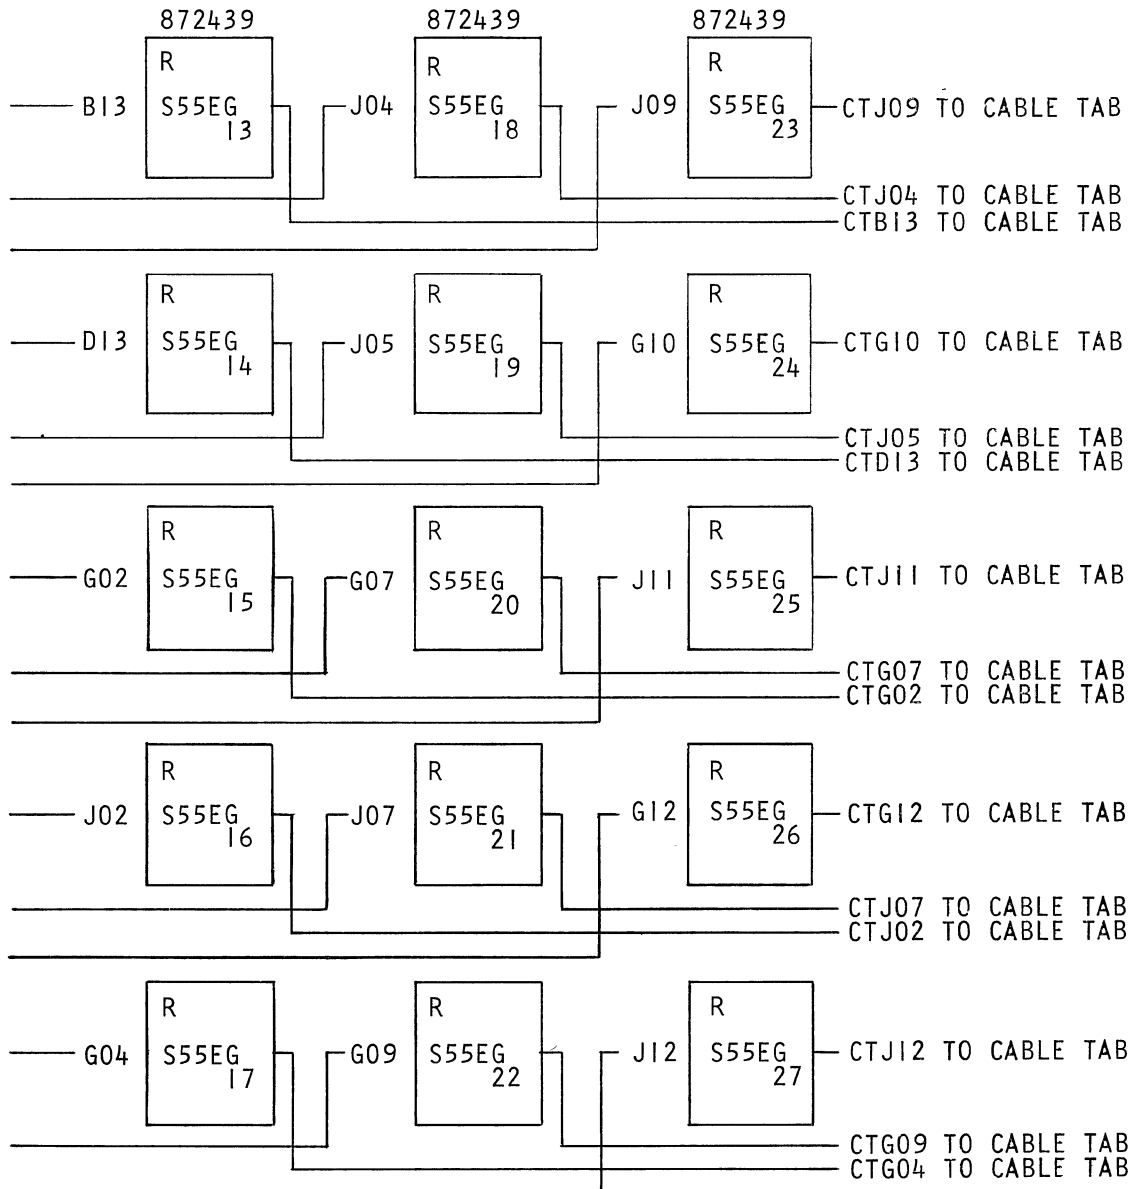 872439 872439 872439
R R R
B13 S55EG J04 S55EG J09 S55EG CTJ09 TO CABLE TAB
13 18 23
CTJ04 TO CABLE TAB
CTB13 TO CABLE TAB
R R R
D13 S55EG J05 S55EG G10 S55EG CTG10 TO CABLE TAB
14 19 24
CTJ05 TO CABLE TAB
CTD13 TO CABLE TAB
R R R
G02 S55EG G07 S55EG J11 S55EG CTJ11 TO CABLE TAB
15 20 25
CTG07 TO CABLE TAB
CTG02 TO CABLE TAB
R R R
J02 S55EG J07 S55EG G12 S55EG CTG12 TO CABLE TAB
16 21 26
CTJ07 TO CABLE TAB
CTJ02 TO CABLE TAB
R R R
G04 S55EG G09 S55EG J12 S55EG CTJ12 TO CABLE TAB
17 22 27
CTG09 TO CABLE TAB
CTG04 TO CABLE TAB